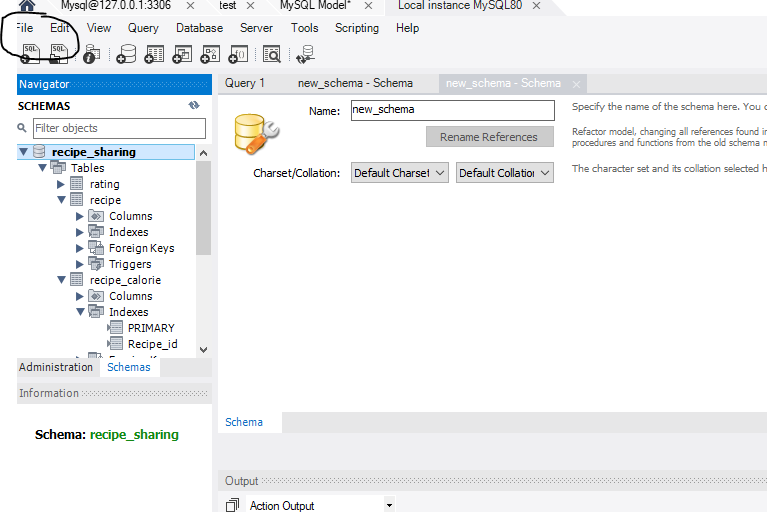 Mysql@127.0.0.1:3306 test MySQL Model* Local instance MySQL80
File Edit View Query Database Server Tools Scripting Help
SQL SQL
Navigator
SCHEMAS
Filter objects
recipe_sharing
Tables
rating
recipe
Columns
Indexes
Foreign Keys
Triggers
recipe_calorie
Columns
Indexes
PRIMARY
Recipe_id
Administration Schemas
Information
Schema: recipe_sharing
Query 1 new_schema - Schema new_schema - Schema
Name: new_schema Specify the name of the schema here. You
Rename References Refactor model, changing all references found
procedures and functions from the old schema
Charset/Collation: Default Charset Default Collation The character set and its collation selected
Schema
Output
Action Output